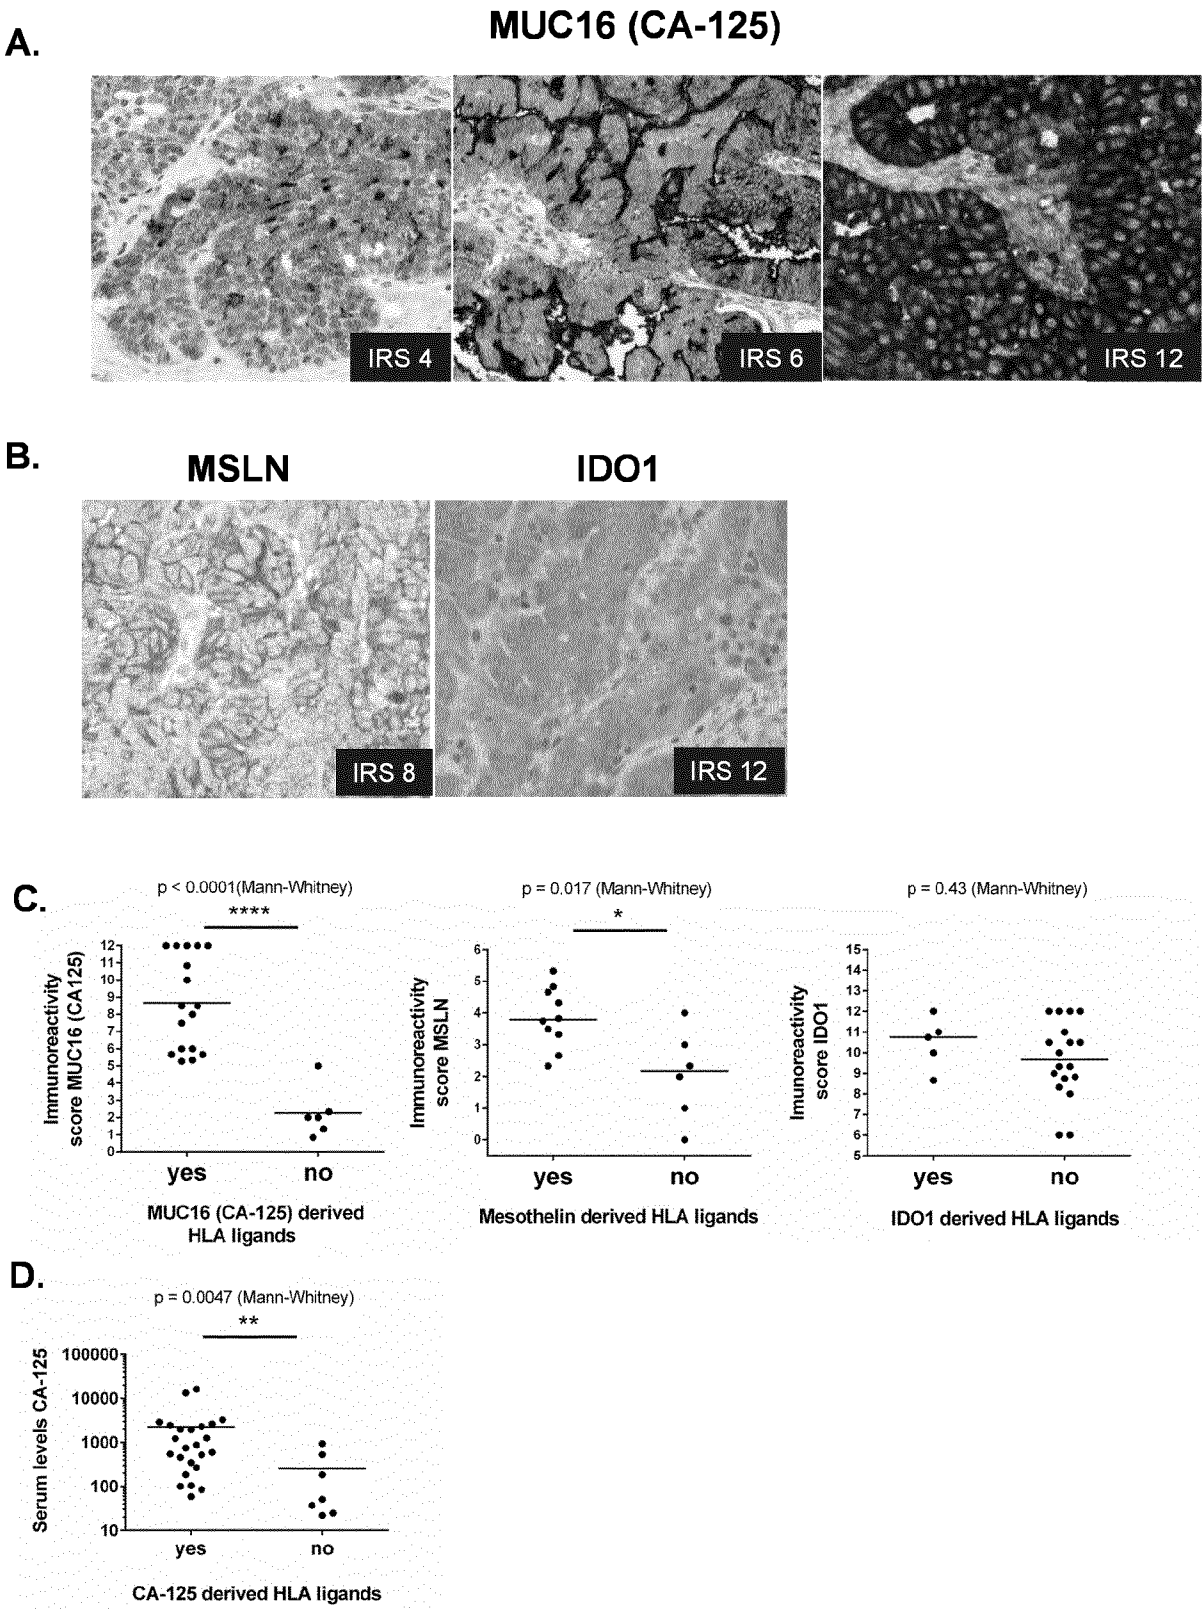 MUC16 (CA-125)
A.
IRS 4
IRS 6
IRS 12
B.
MSLN
IDO1
IRS 8
IRS 12
C.
p < 0.0001(Mann-Whitney)
****
Immunoreactivity
score MUC16 (CA125)
12
11
10
9
8
7
6
5
4
3
2
1
0
yes
no
MUC16 (CA-125) derived
HLA ligands
p = 0.017 (Mann-Whitney)
*
Immunoreactivity
score MSLN
6
5
4
3
2
1
0
yes
no
Mesothelin derived HLA ligands
p = 0.43 (Mann-Whitney)
Imunoreactivity
score IDO1
15
14
13
12
11
10
9
8
7
6
5
yes
no
IDO1 derived HLA ligands
D.
p = 0.0047 (Mann-Whitney)
**
Serum levels CA-125
100000
10000
1000
100
10
yes
no
CA-125 derived HLA ligands